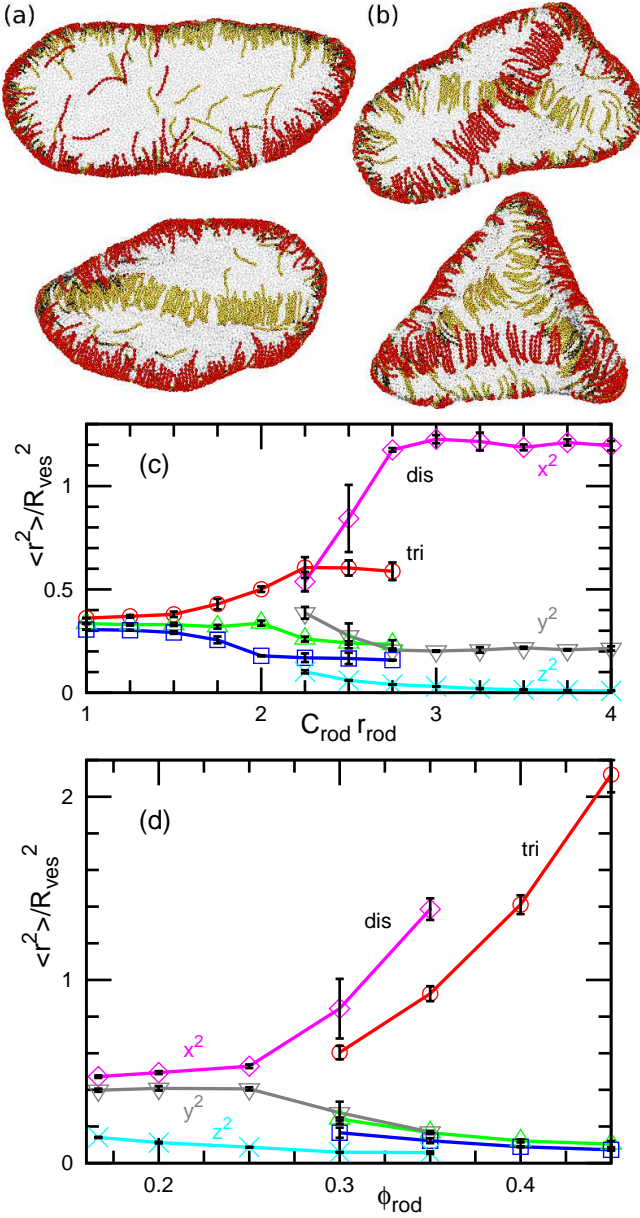 (a)
(b)
(c)
<r²>/R_ves²
1
0.5
0
dis
tri
x²
y²
z²
1
2
3
4
C_rod r_rod
(d)
<r²>/R_ves²
2
1
0
tri
dis
x²
y²
z²
0.2
0.3
0.4
ϕ_rod